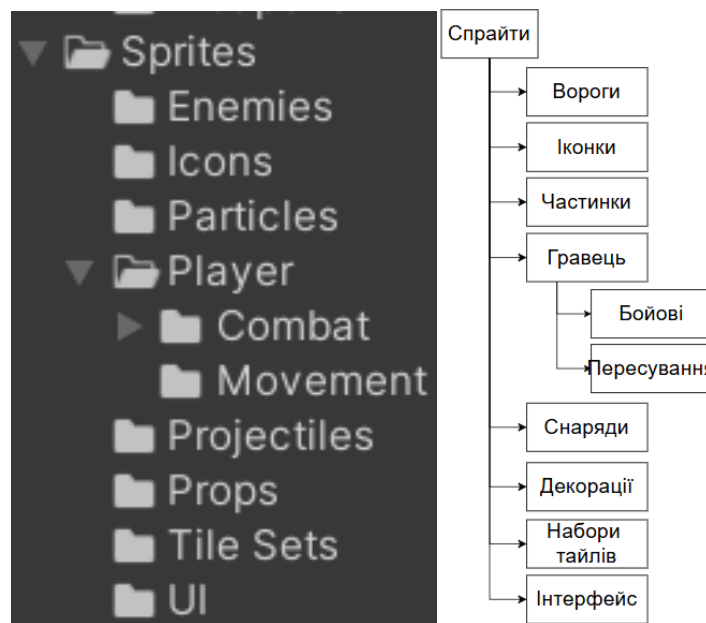 Sprites
Enemies
Icons
Particles
Player
Combat
Movement
Projectiles
Props
Tile Sets
UI
Спрайти
Вороги
Іконки
Частинки
Гравець
Бойові
Пересування
Снаряди
Декорації
Набори
тайлів
Інтерфейс